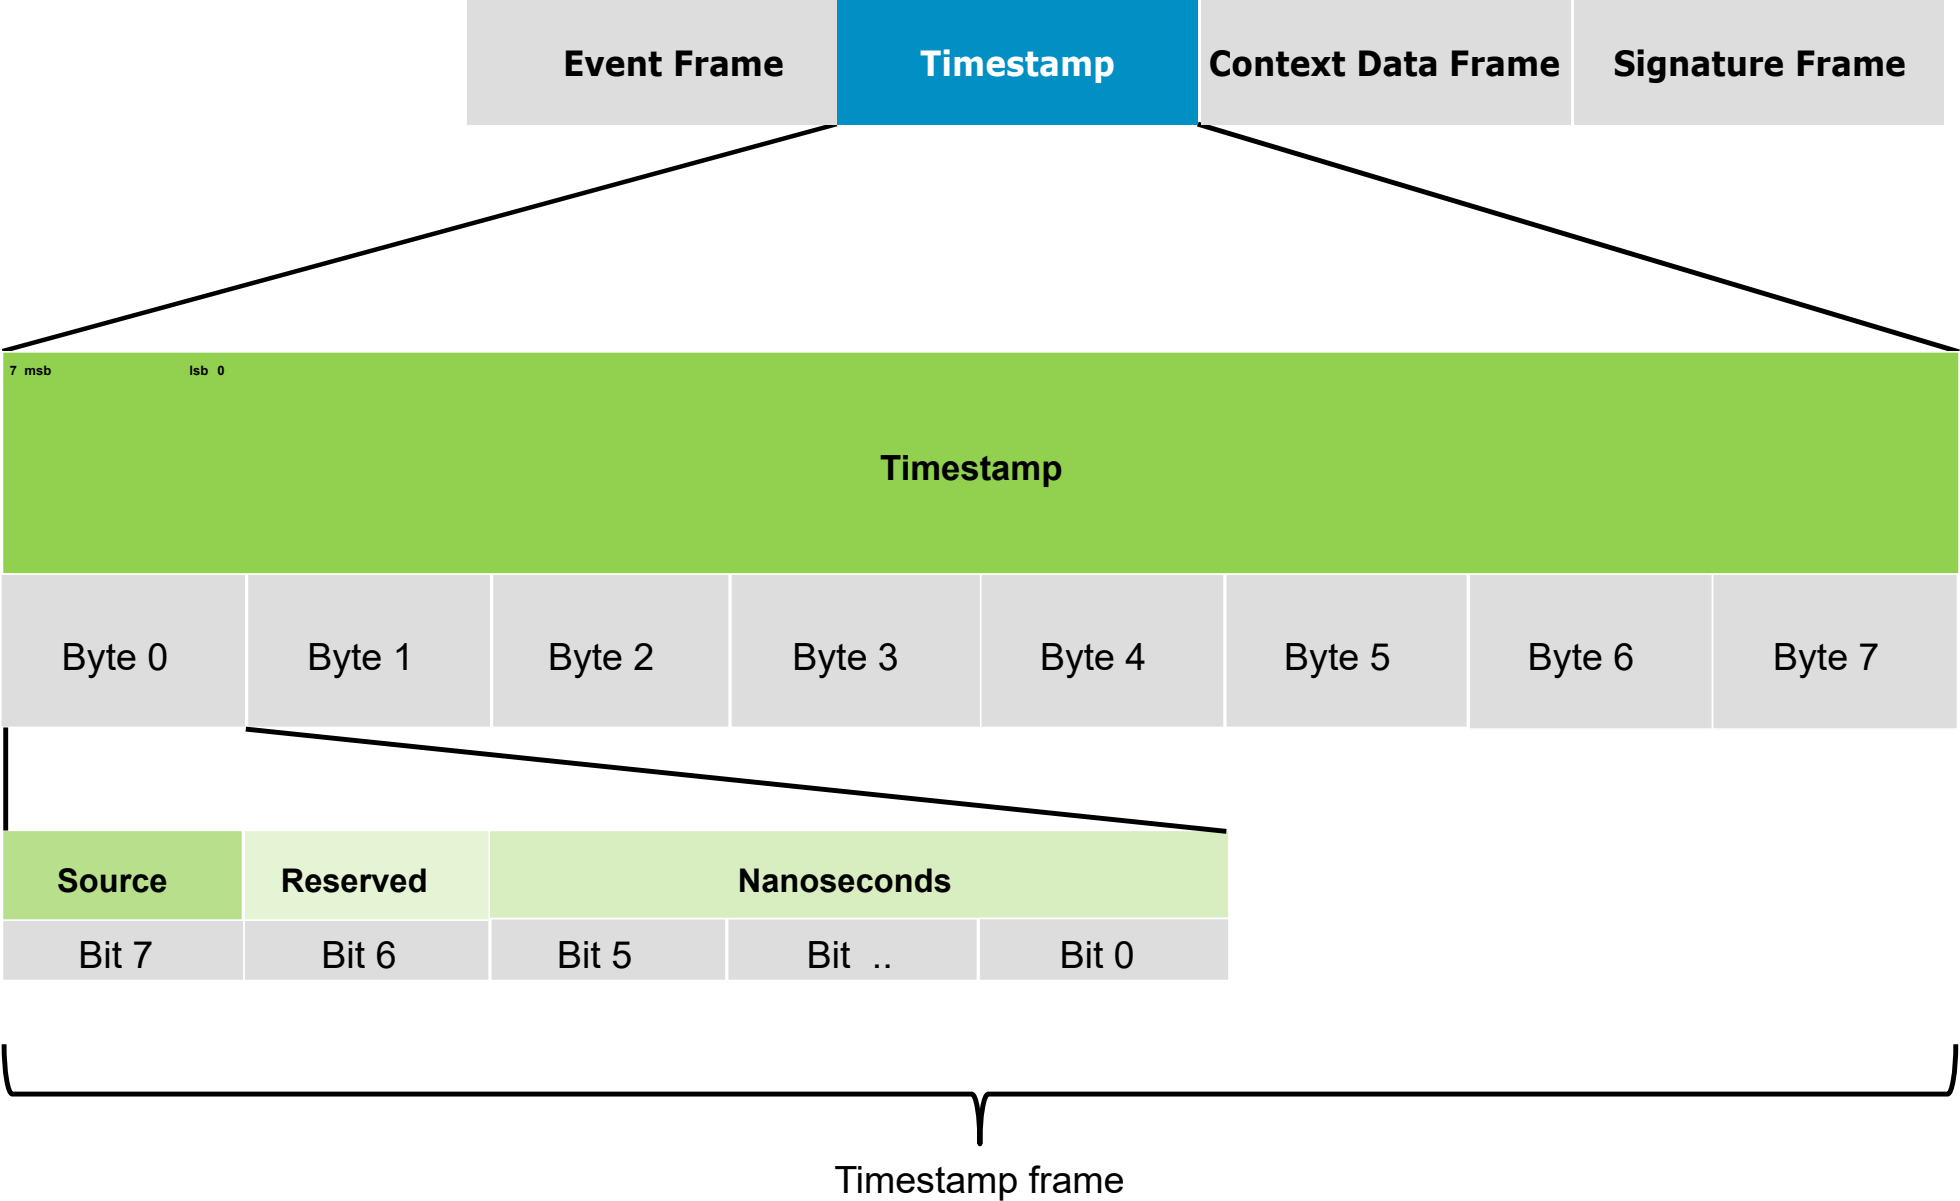 Event Frame Timestamp Context Data Frame Signature Frame
7 msb lsb 0
Timestamp
Byte 0 Byte 1 Byte 2 Byte 3 Byte 4 Byte 5 Byte 6 Byte 7
Source Reserved Nanoseconds
Bit 7 Bit 6 Bit 5 Bit .. Bit 0
Timestamp frame